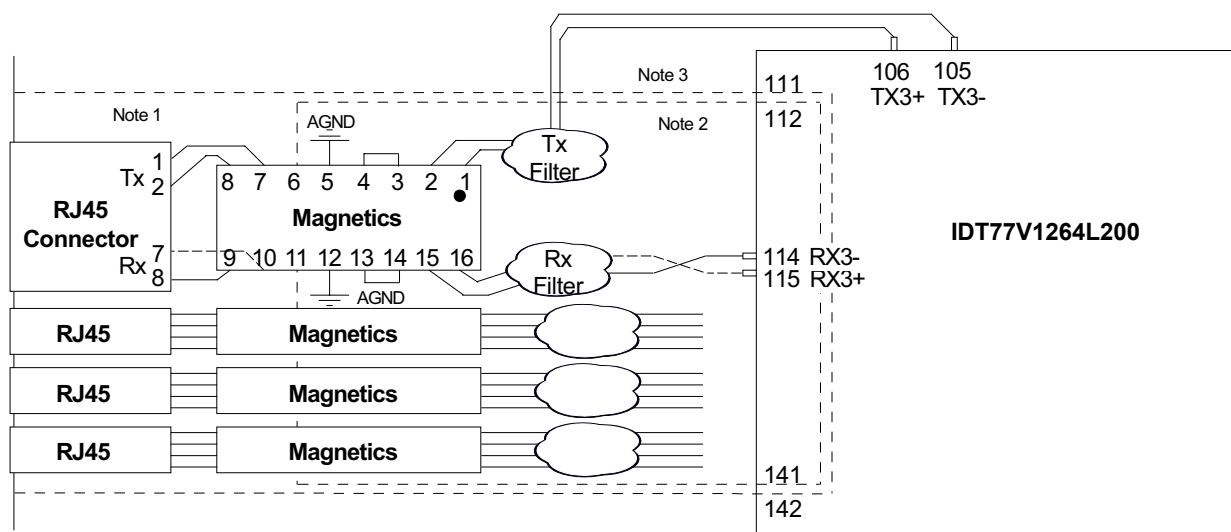 106 105
TX3+ TX3-
Note 3
111
112
Note 1
Note 2
AGND
Tx
Filter
1
Tx 2
8 7 6 5 4 3 2 1
RJ45
Connector
Magnetics
IDT77V1264L200
7
Rx 8
9 10 11 12 13 14 15 16
Rx
Filter
114 RX3-
115 RX3+
AGND
RJ45 Magnetics
RJ45 Magnetics
RJ45 Magnetics
141
142